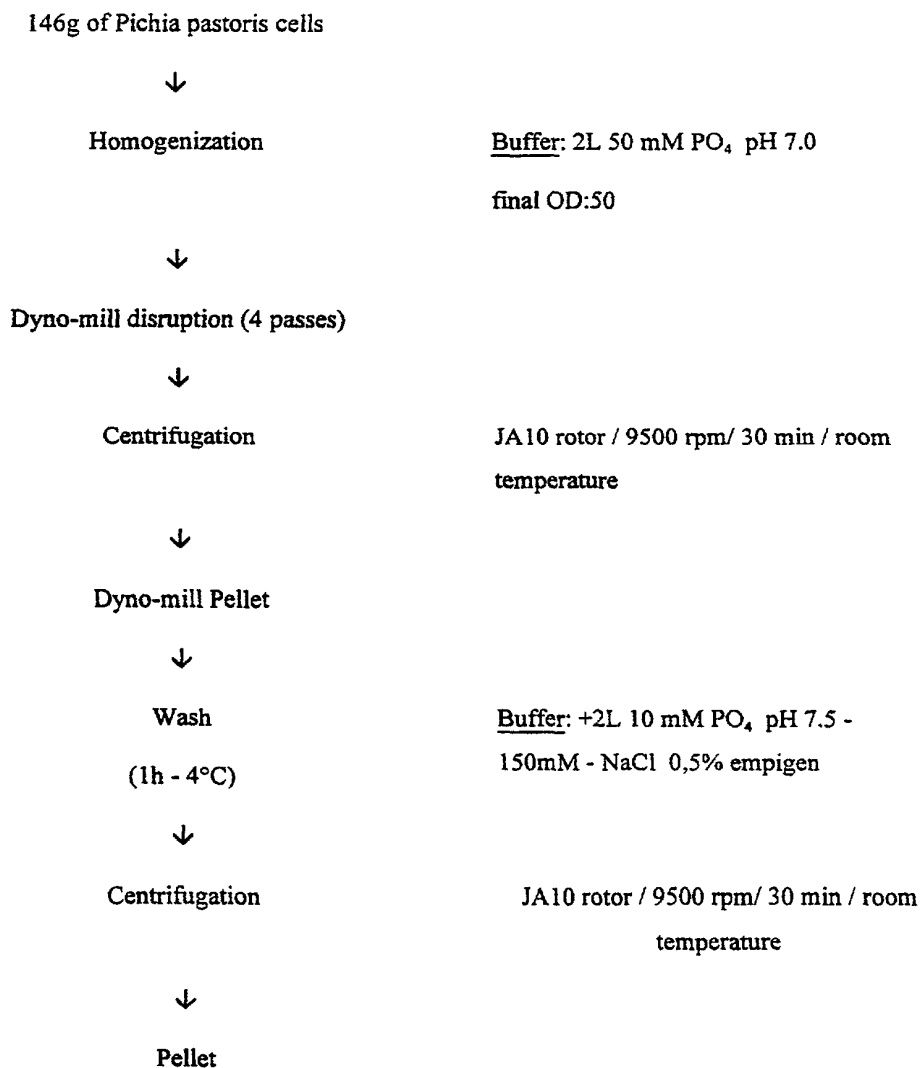 146g of Pichia pastoris cells
↓
Homogenization
Buffer: 2L 50 mM PO₄ pH 7.0
final OD:50
↓
Dyno-mill disruption (4 passes)
↓
Centrifugation
JA10 rotor / 9500 rpm/ 30 min / room
temperature
↓
Dyno-mill Pellet
↓
Wash
(1h - 4°C)
Buffer: +2L 10 mM PO₄ pH 7.5 -
150mM - NaCl 0,5% empigen
↓
Centrifugation
JA10 rotor / 9500 rpm/ 30 min / room
temperature
↓
Pellet